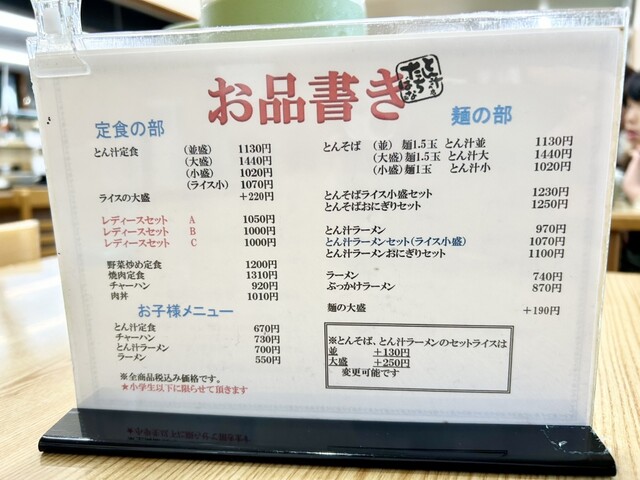 お品書き
とん汁の
たちばな
定食の部
とん汁定食 (並盛) 1130円
(大盛) 1440円
(小盛) 1020円
(ライス小) 1070円
ライスの大盛 +220円
レディースセット A 1050円
レディースセット B 1000円
レディースセット C 1000円
野菜炒め定食 1200円
焼肉定食 1310円
チャーハン 920円
肉丼 1010円
お子様メニュー
とん汁定食 670円
チャーハン 730円
とん汁ラーメン 700円
ラーメン 550円
※全商品税込み価格です。
★小学生以下に限らせて頂きます
麺の部
とんそば (並) 麺1.5玉 とん汁並 1130円
(大盛) 麺1.5玉 とん汁大 1440円
(小盛) 麺1玉 とん汁小 1020円
とんそばライス小盛セット 1230円
とんそばおにぎりセット 1250円
とん汁ラーメン 970円
とん汁ラーメンセット(ライス小盛) 1070円
とん汁ラーメンおにぎりセット 1100円
ラーメン 740円
ぶっかけラーメン 870円
麺の大盛 +190円
※とんそば、とん汁ラーメンのセットライスは
並 +130円
大盛 +250円
変更可能です